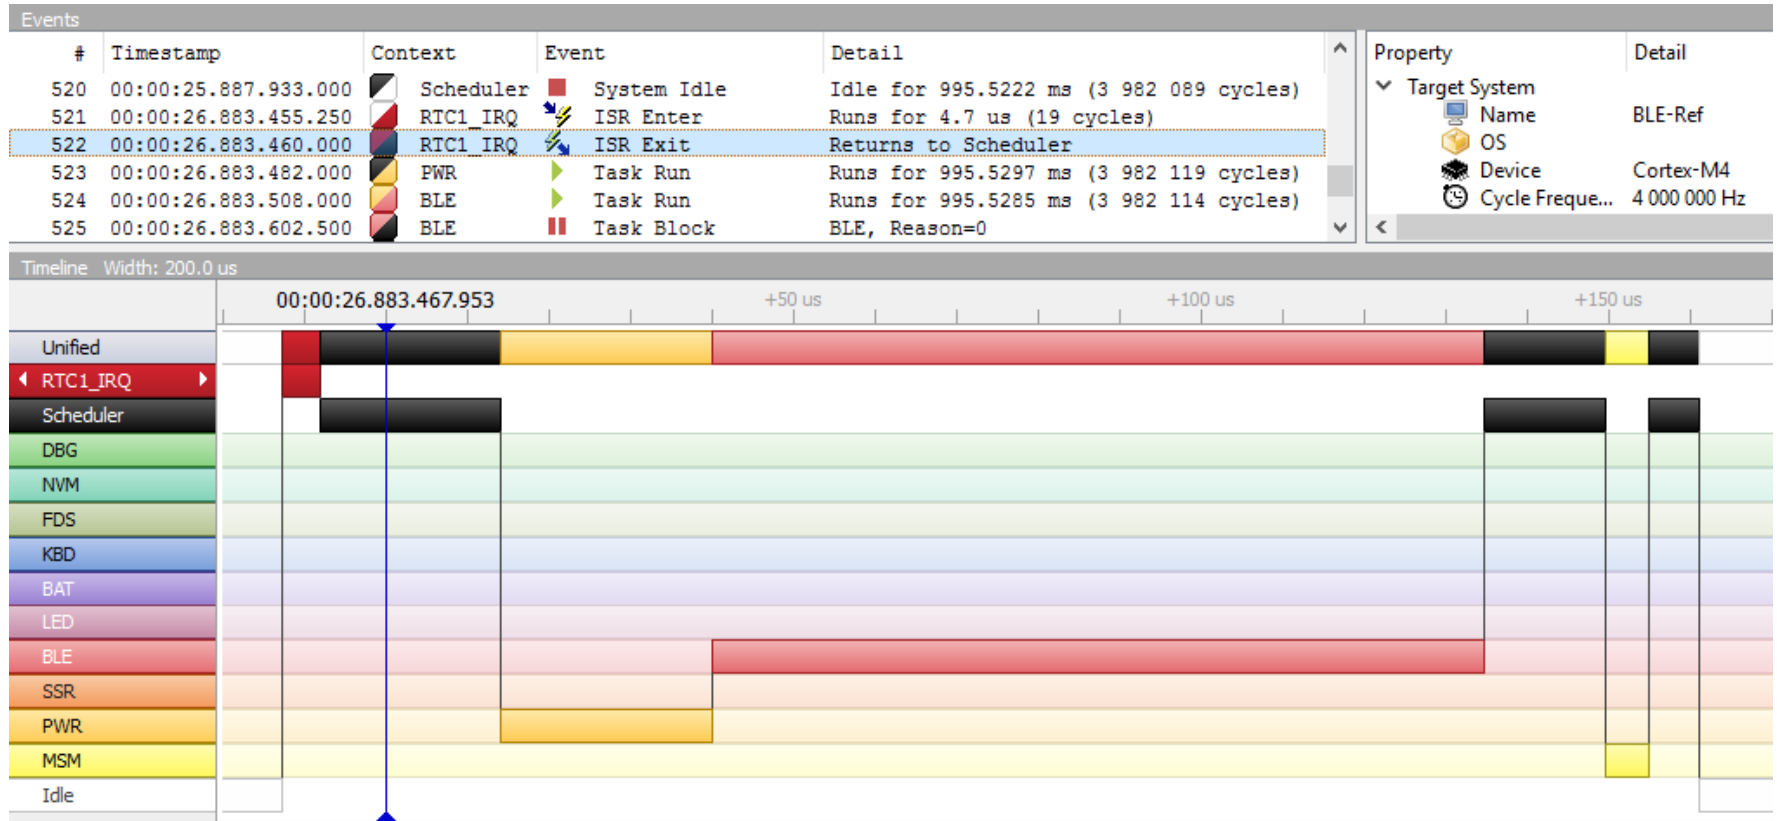 Events
# Timestamp Context Event Detail
520 00:00:25.887.933.000 Scheduler System Idle Idle for 995.5222 ms (3 982 089 cycles)
521 00:00:26.883.455.250 RTC1_IRQ ISR Enter Runs for 4.7 us (19 cycles)
522 00:00:26.883.460.000 RTC1_IRQ ISR Exit Returns to Scheduler
523 00:00:26.883.482.000 PWR Task Run Runs for 995.5297 ms (3 982 119 cycles)
524 00:00:26.883.508.000 BLE Task Run Runs for 995.5285 ms (3 982 114 cycles)
525 00:00:26.883.602.500 BLE Task Block BLE, Reason=0
Property Detail
Target System
Name BLE-Ref
OS
Device Cortex-M4
Cycle Freque... 4 000 000 Hz
Timeline Width: 200.0 us
00:00:26.883.467.953 +50 us +100 us +150 us
Unified
RTC1_IRQ
Scheduler
DBG
NVM
FDS
KBD
BAT
LED
BLE
SSR
PWR
MSM
Idle